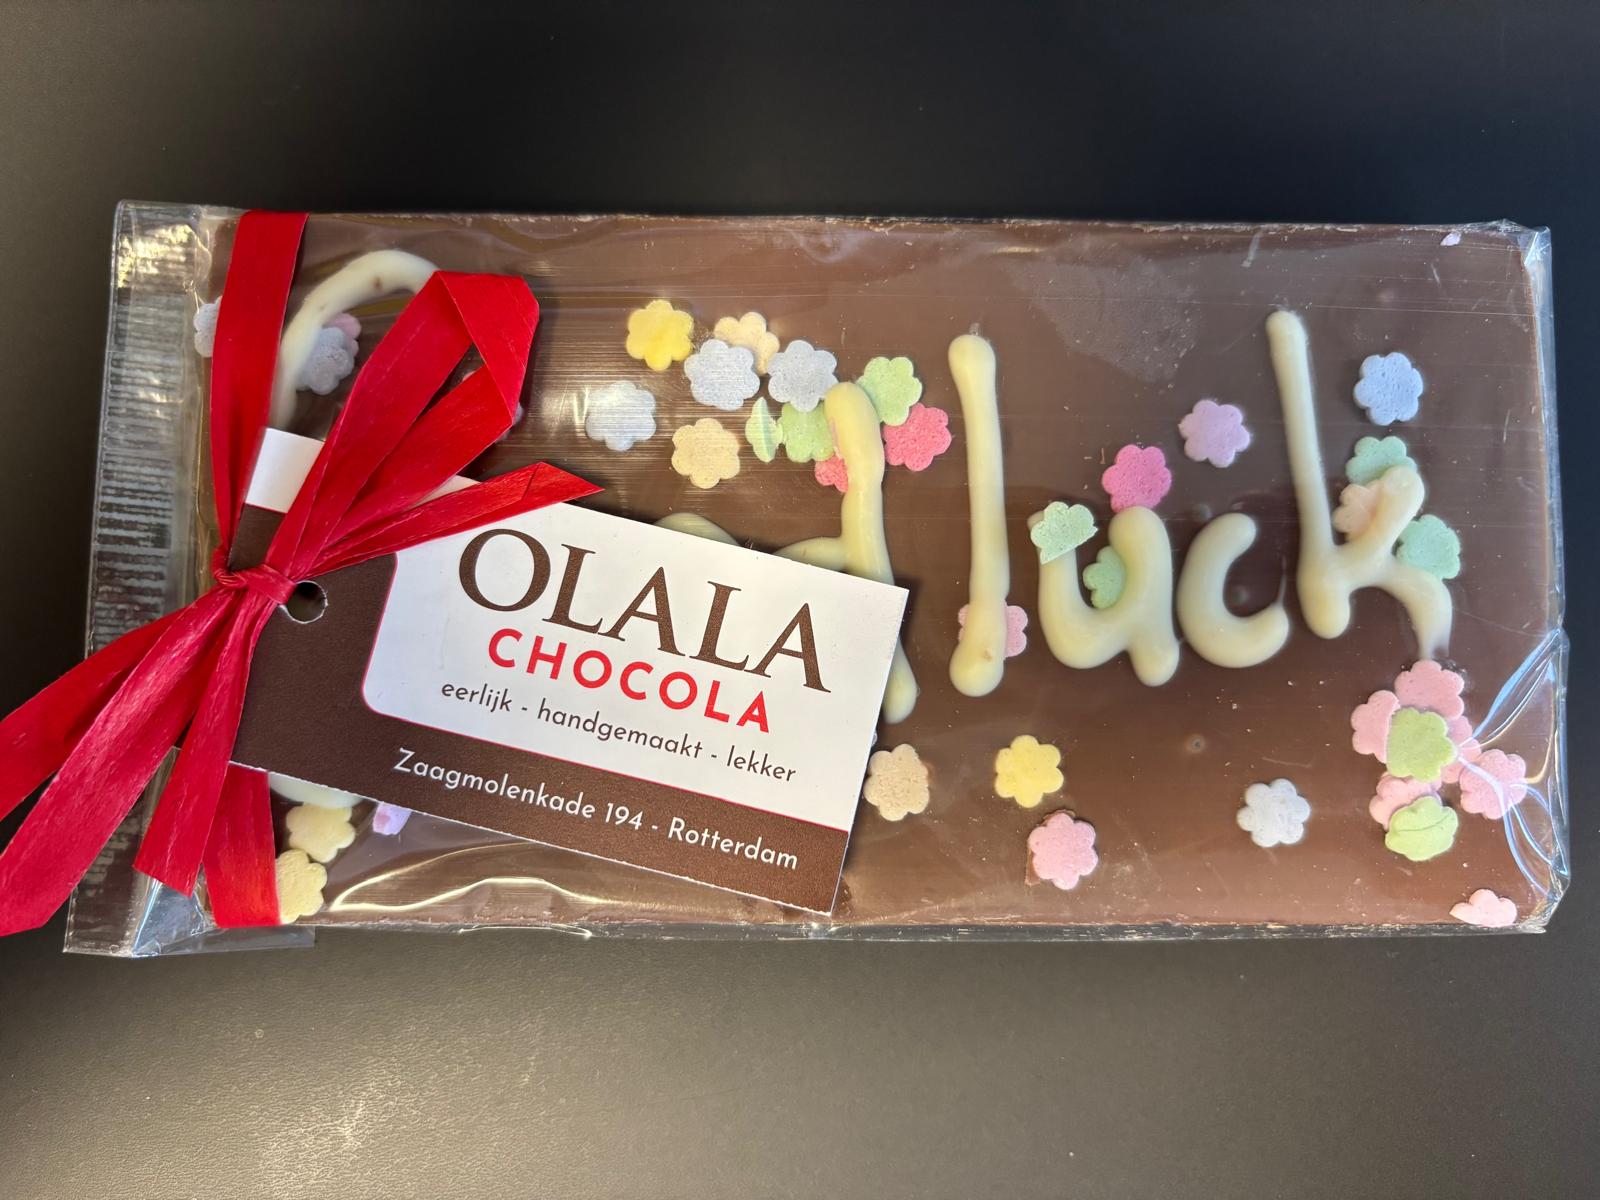 luck
OLALA
CHOCOLA
eerlijk - handgemaakt - lekker
Zaagmolenkade 194 - Rotterdam